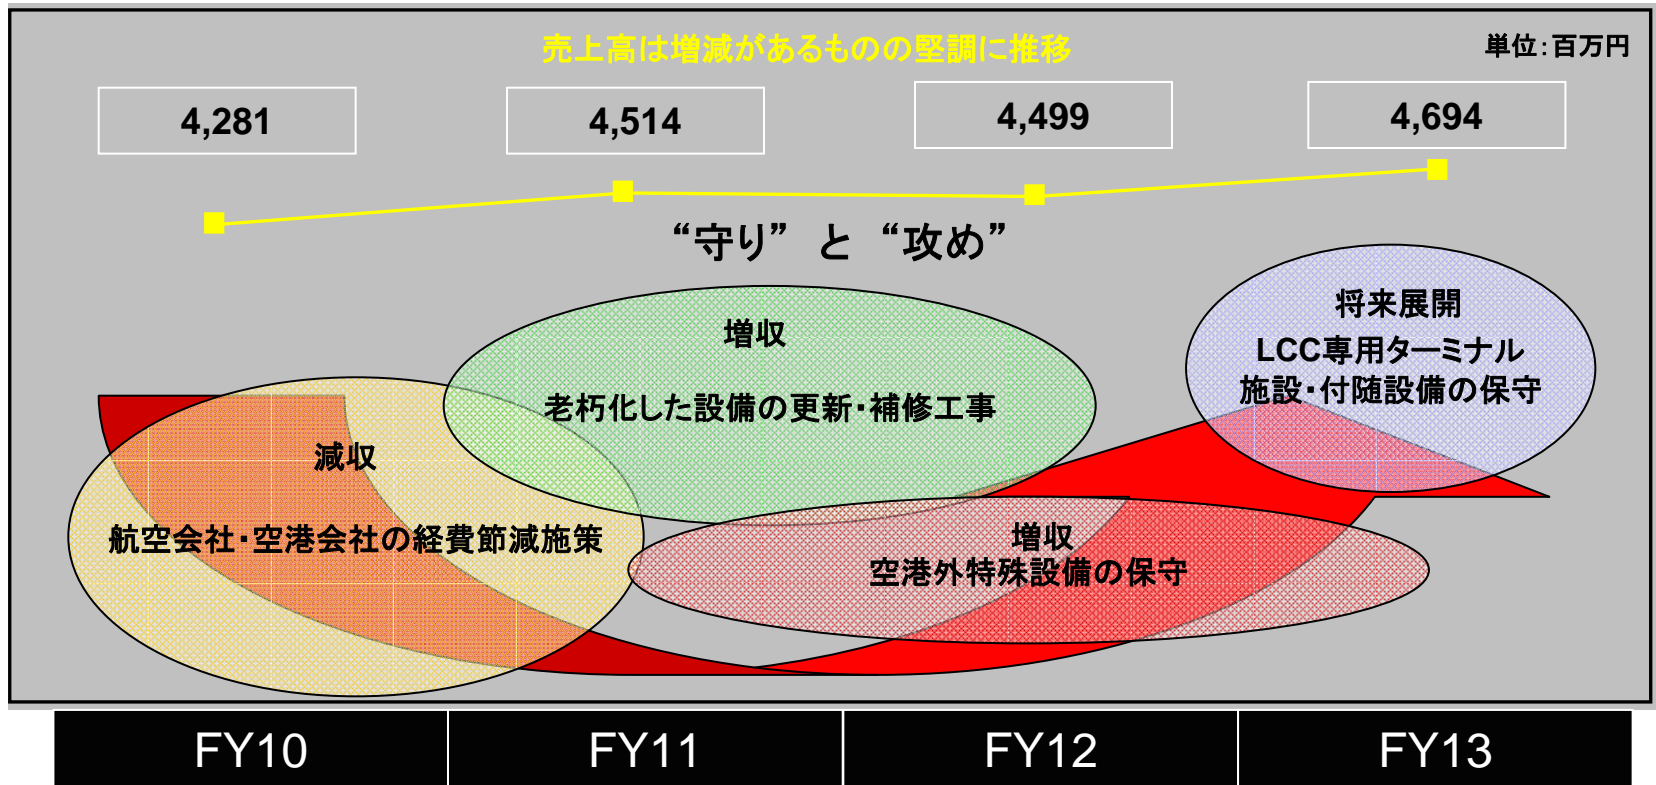 売上高は増減があるものの堅調に推移
単位:百万円
4,281
4,514
4,499
4,694
“守り” と “攻め”
将来展開
LCC専用ターミナル
施設・付随設備の保守
増収
老朽化した設備の更新・補修工事
減収
航空会社・空港会社の経費節減施策
増収
空港外特殊設備の保守
FY10
FY11
FY12
FY13